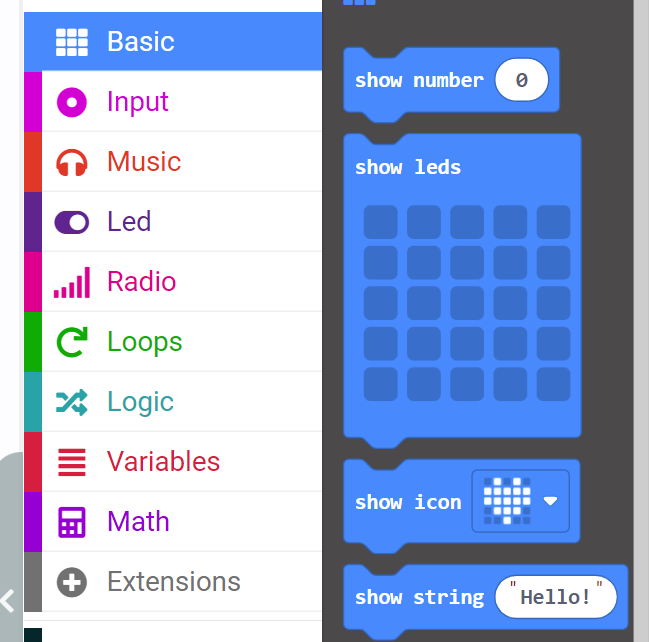 Basic
Input
Music
Led
Radio
Loops
Logic
Variables
Math
Extensions
show number 0
show leds
show icon
show string "Hello!"